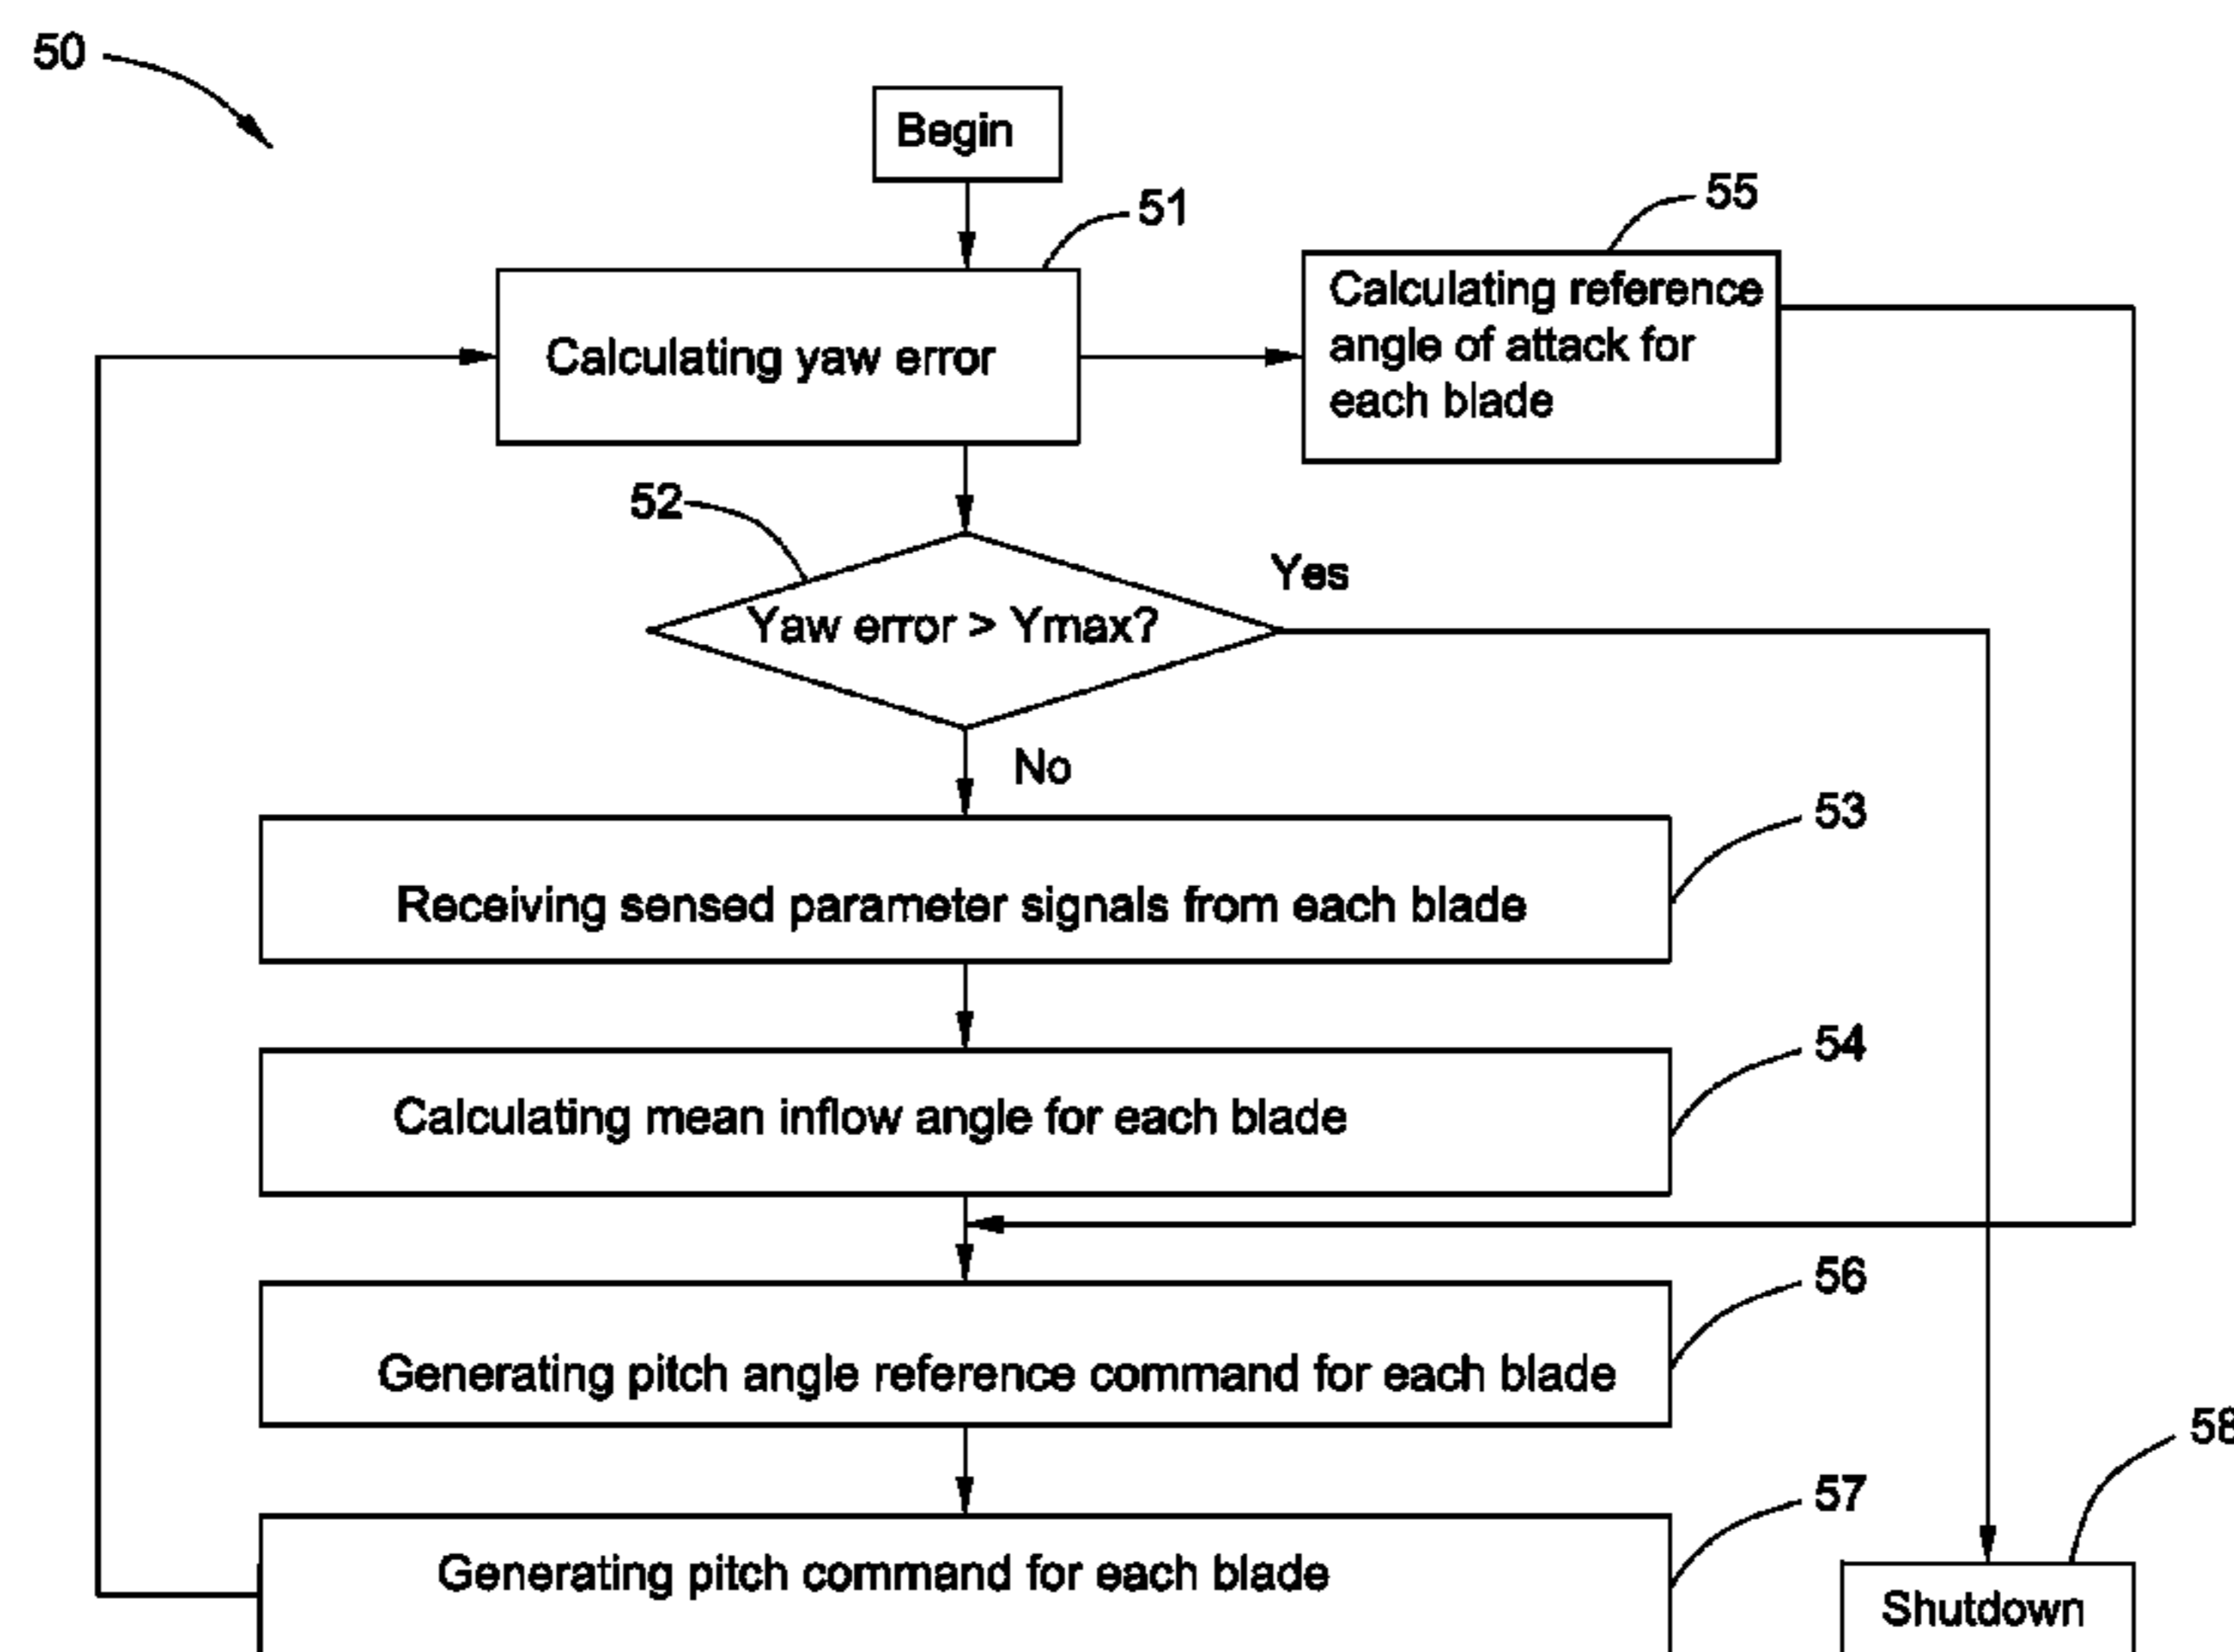 50
Begin
51
55
Calculating yaw error
Calculating reference
angle of attack for
each blade
52
Yaw error > Ymax?
Yes
No
53
Receiving sensed parameter signals from each blade
54
Calculating mean inflow angle for each blade
56
Generating pitch angle reference command for each blade
58
57
Generating pitch command for each blade
Shutdown